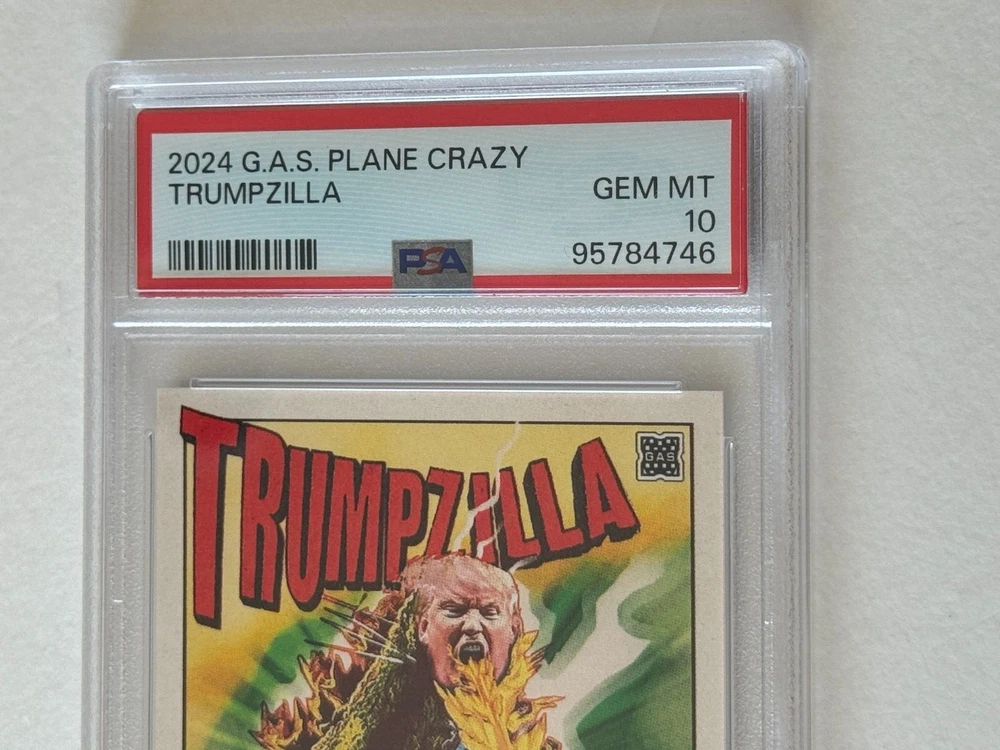 2024 G.A.S. PLANE CRAZY
TRUMPZILLA
GEM MT
10
95784746
PSA
TRUMPZILLA
GAS